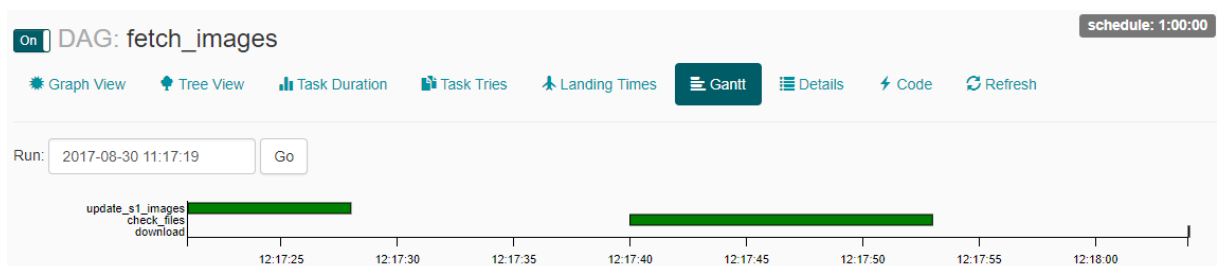 On DAG: fetch_images schedule: 1:00:00
Graph View Tree View Task Duration Task Tries Landing Times Gantt Details Code Refresh
Run: 2017-08-30 11:17:19 Go
update_s1_images
check_files
download
12:17:25 12:17:30 12:17:35 12:17:40 12:17:45 12:17:50 12:17:55 12:18:00